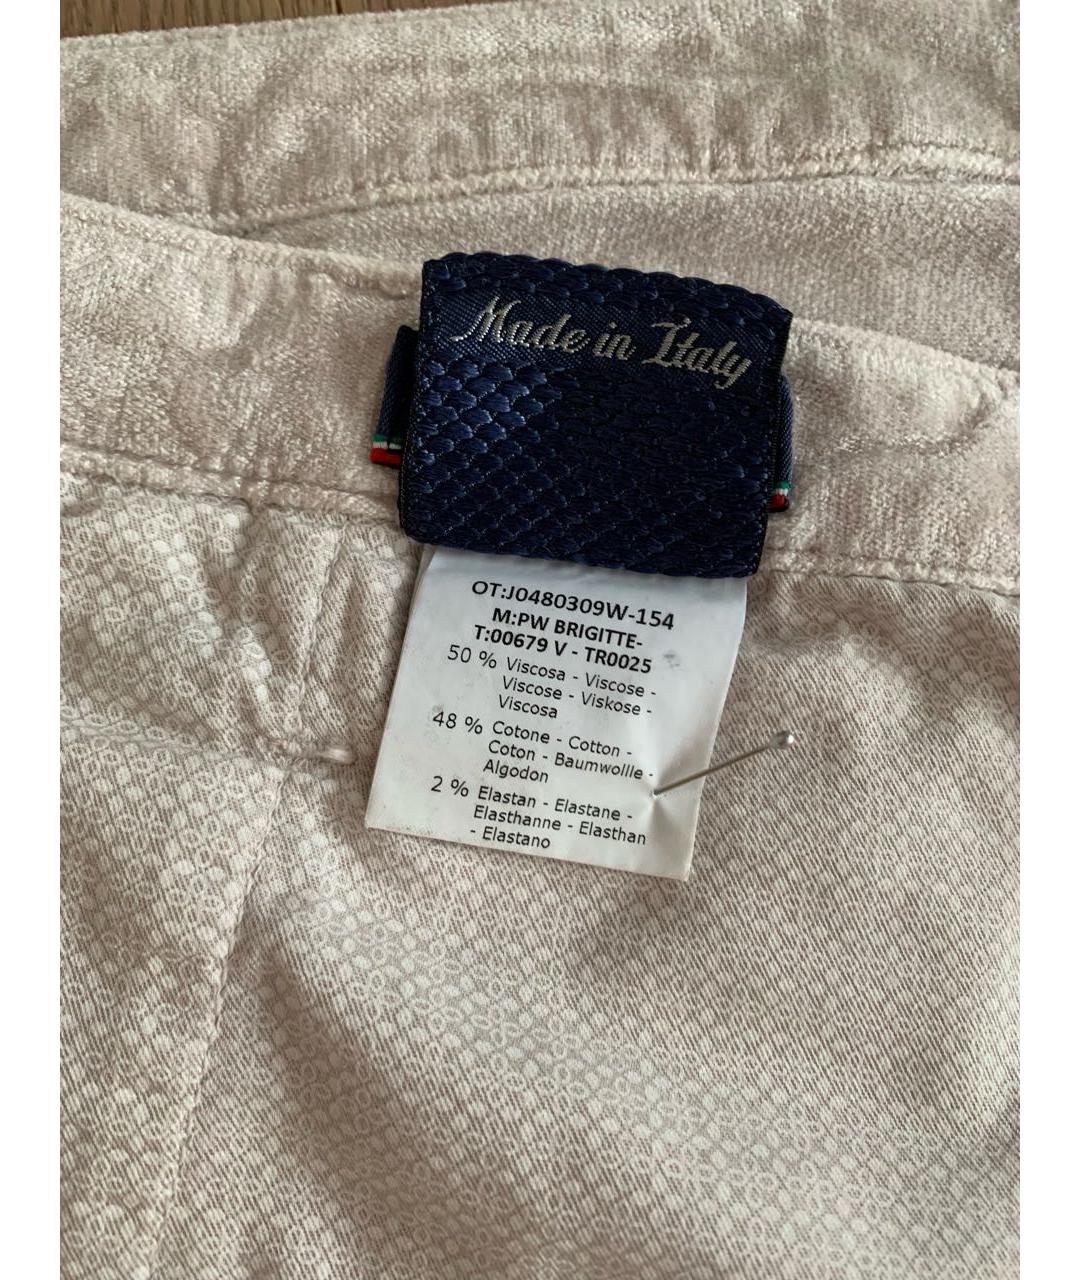 Made in Italy
OT:J0480309W-154
M:PW BRIGITTE-
T:00679 V - TR0025
50 % Viscosa - Viscose -
Viscose - Viskose -
Viscosa
48 % Cotone - Cotton -
Coton - Baumwollle -
Algodon
2 % Elastan - Elastane -
Elasthanne - Elasthan
- Elastano